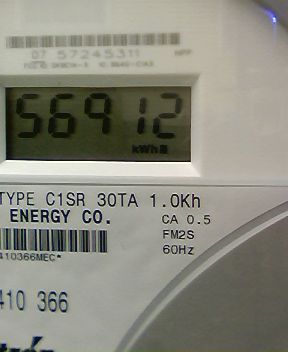 07 57245311
56912
kWh
TYPE C1SR 30TA 1.0Kh
ENERGY CO.
CA 0.5
FM2S
60Hz
410366MEC*
410 366